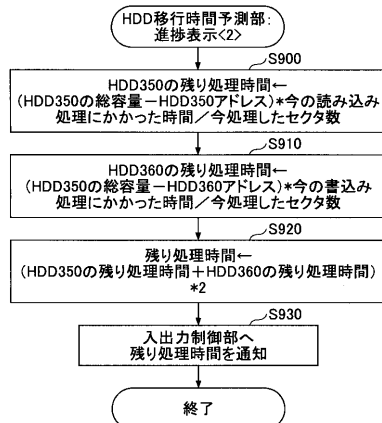 HDD移行時間予測部:
進捗表示<2>
S900
HDD350の残り処理時間←
(HDD350の総容量－HDD350アドレス)*今の読み込み
処理にかかった時間/今処理したセクタ数
S910
HDD360の残り処理時間←
(HDD350の総容量－HDD360アドレス)*今の書込み
処理にかかった時間/今処理したセクタ数
S920
残り処理時間←
(HDD350の残り処理時間＋HDD360の残り処理時間)
*2
S930
入出力制御部へ
残り処理時間を通知
終了